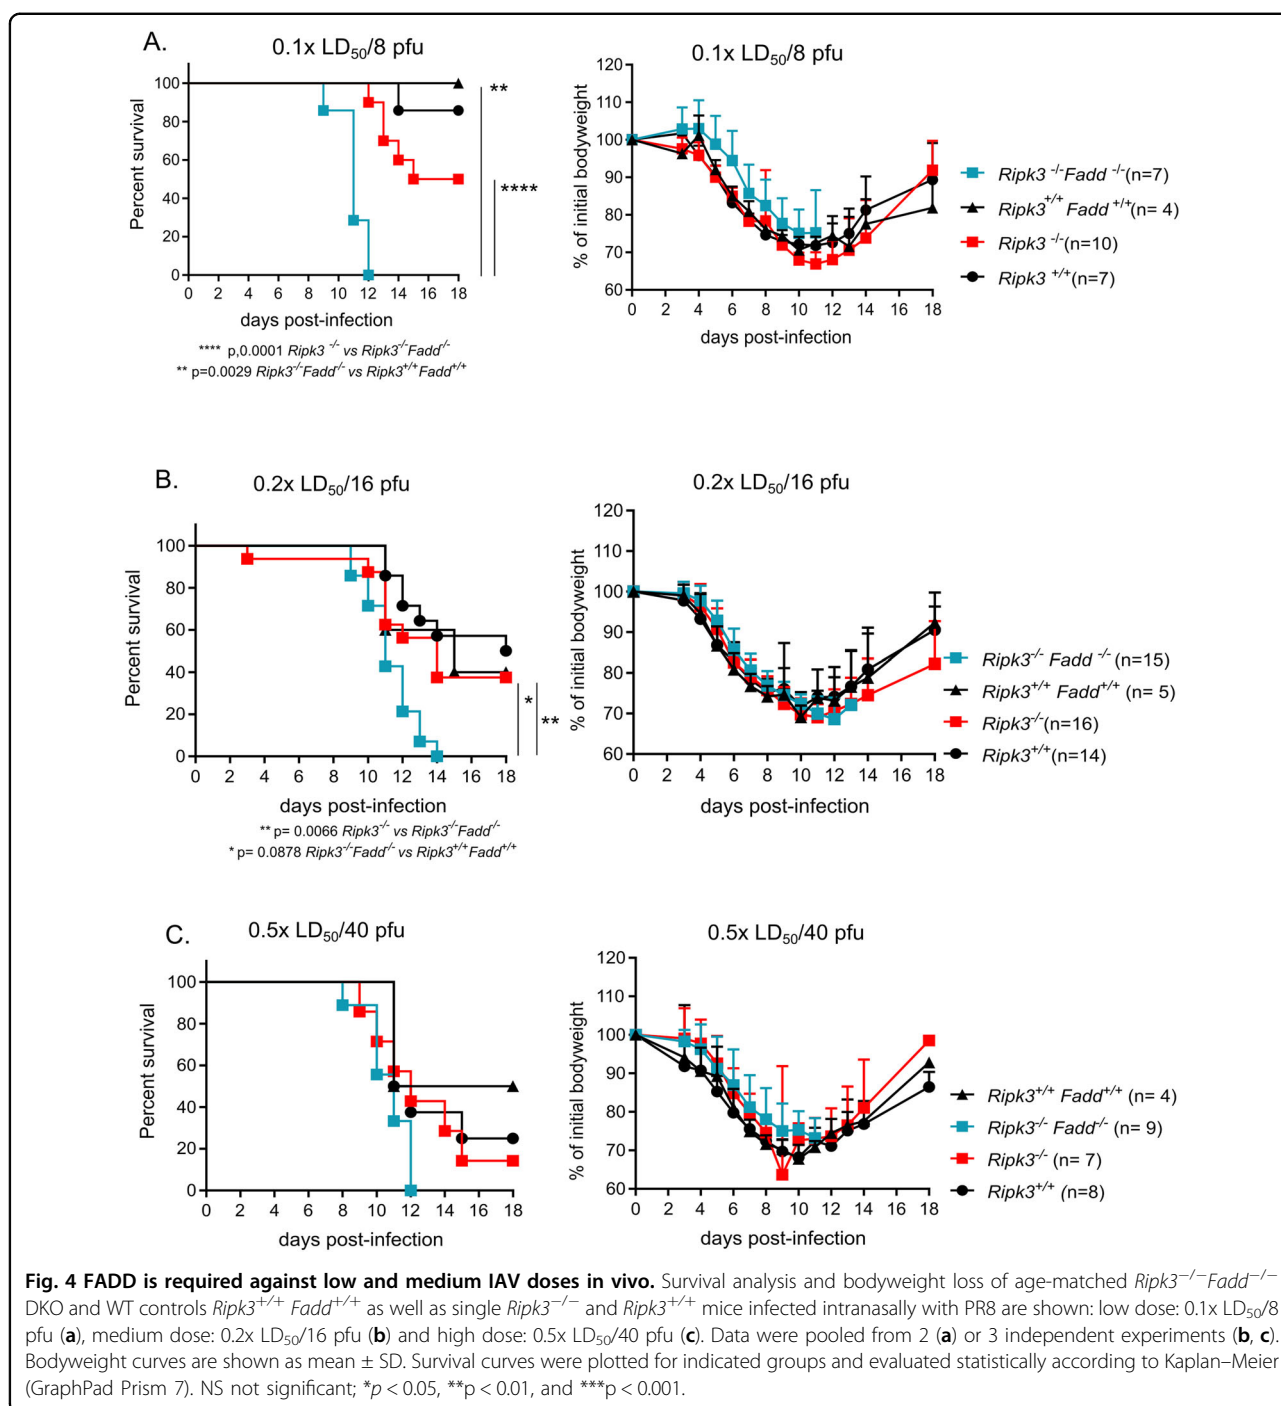 A.
0.1x LD50/8 pfu
Percent survival
100
80
60
40
20
0
0 2 4 6 8 10 12 14 16 18
days post-infection
**
****
**** p,0.0001 Ripk3 -/- vs Ripk3-/-Fadd-/-
** p=0.0029 Ripk3-/-Fadd-/- vs Ripk3+/+Fadd+/+
0.1x LD50/8 pfu
% of initial bodyweight
120
110
100
90
80
70
60
0 2 4 6 8 10 12 14 16 18
days post-infection
Ripk3 -/-Fadd -/-(n=7)
Ripk3+/+ Fadd +/+(n= 4)
Ripk3 -/-(n=10)
Ripk3 +/+(n=7)
B.
0.2x LD50/16 pfu
Percent survival
100
80
60
40
20
0
0 2 4 6 8 10 12 14 16 18
days post-infection
*
**
** p= 0.0066 Ripk3-/- vs Ripk3-/-Fadd-/-
* p= 0.0878 Ripk3-/-Fadd-/- vs Ripk3+/+Fadd+/+
0.2x LD50/16 pfu
% of initial bodyweight
120
110
100
90
80
70
60
0 2 4 6 8 10 12 14 16 18
days post-infection
Ripk3-/- Fadd -/- (n=15)
Ripk3+/+ Fadd+/+ (n= 5)
Ripk3-/-(n=16)
Ripk3+/+(n=14)
C.
0.5x LD50/40 pfu
Percent survival
100
80
60
40
20
0
0 2 4 6 8 10 12 14 16 18
days post-infection
0.5x LD50/40 pfu
% of initial bodyweight
120
110
100
90
80
70
60
0 2 4 6 8 10 12 14 16 18
days post-infection
Ripk3+/+ Fadd+/+ (n= 4)
Ripk3-/- Fadd-/- (n= 9)
Ripk3-/- (n= 7)
Ripk3+/+ (n=8)
Fig. 4 FADD is required against low and medium IAV doses in vivo. Survival analysis and bodyweight loss of age-matched Ripk3−/−Fadd−/−
DKO and WT controls Ripk3+/+ Fadd+/+ as well as single Ripk3−/− and Ripk3+/+ mice infected intranasally with PR8 are shown: low dose: 0.1x LD50/8
pfu (a), medium dose: 0.2x LD50/16 pfu (b) and high dose: 0.5x LD50/40 pfu (c). Data were pooled from 2 (a) or 3 independent experiments (b, c).
Bodyweight curves are shown as mean ± SD. Survival curves were plotted for indicated groups and evaluated statistically according to Kaplan–Meier
(GraphPad Prism 7). NS not significant; *p < 0.05, **p < 0.01, and ***p < 0.001.